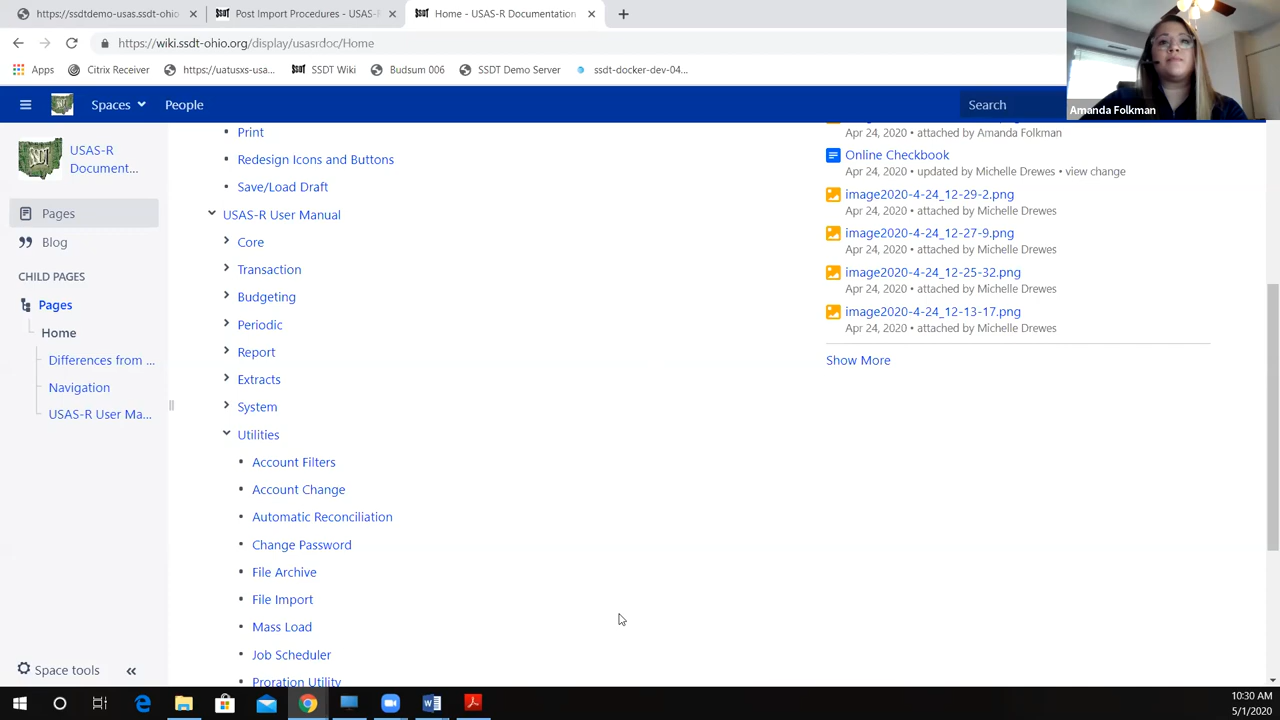 https://ssdtdemo-usas.ssdt-ohio
Post Import Procedures - USAS-R
Home - USAS-R Documentation
https://wiki.ssdt-ohio.org/display/usasrdoc/Home
Apps
Citrix Receiver
https://uatusxs-usa...
SSDT Wiki
Budsum 006
SSDT Demo Server
ssdt-docker-dev-04...
Spaces
People
Search
Amanda Folkman
USAS-R
Document...
Pages
Blog
CHILD PAGES
Pages
Home
Differences from ...
Navigation
USAS-R User Ma...
Space tools
Print
Redesign Icons and Buttons
Save/Load Draft
USAS-R User Manual
Core
Transaction
Budgeting
Periodic
Report
Extracts
System
Utilities
Account Filters
Account Change
Automatic Reconciliation
Change Password
File Archive
File Import
Mass Load
Job Scheduler
Proration Utility
Apr 24, 2020 • attached by Amanda Folkman
Online Checkbook
Apr 24, 2020 • updated by Michelle Drewes • view change
image2020-4-24_12-29-2.png
Apr 24, 2020 • attached by Michelle Drewes
image2020-4-24_12-27-9.png
Apr 24, 2020 • attached by Michelle Drewes
image2020-4-24_12-25-32.png
Apr 24, 2020 • attached by Michelle Drewes
image2020-4-24_12-13-17.png
Apr 24, 2020 • attached by Michelle Drewes
Show More
10:30 AM
5/1/2020